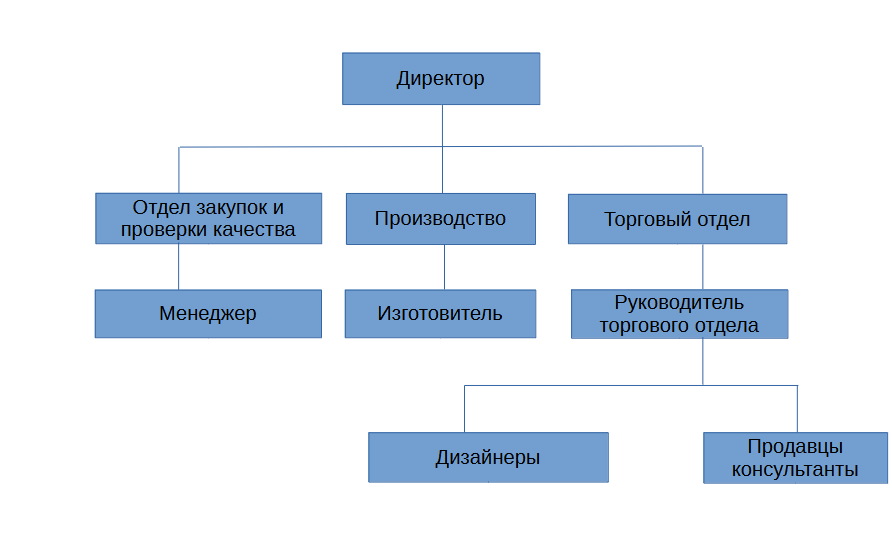 Директор
Отдел закупок и
проверки качества
Производство
Торговый отдел
Менеджер
Изготовитель
Руководитель
торгового отдела
Дизайнеры
Продавцы
консультанты